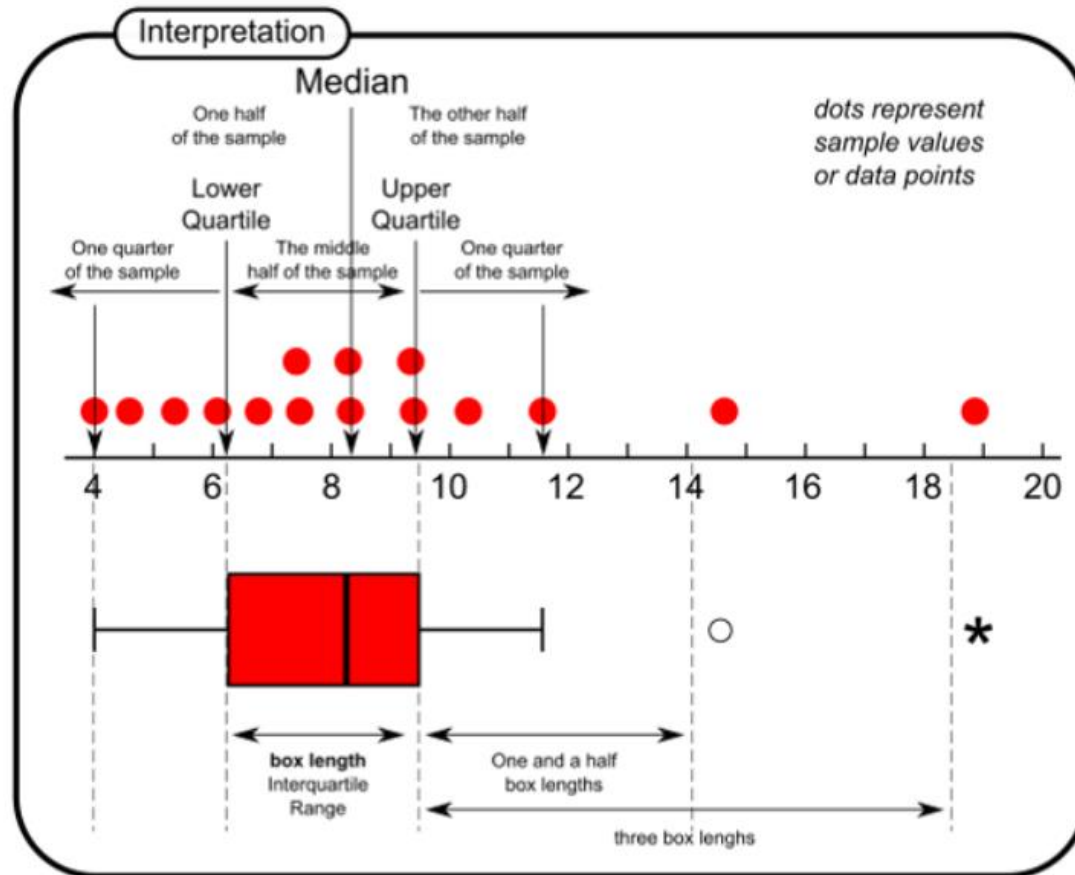 Interpretation
Median
One half
of the sample
The other half
of the sample
dots represent
sample values
or data points
Lower
Quartile
Upper
Quartile
One quarter
of the sample
The middle
half of the sample
One quarter
of the sample
4 6 8 10 12 14 16 18 20
*
box length
Interquartile
Range
One and a half
box lengths
three box lenghs